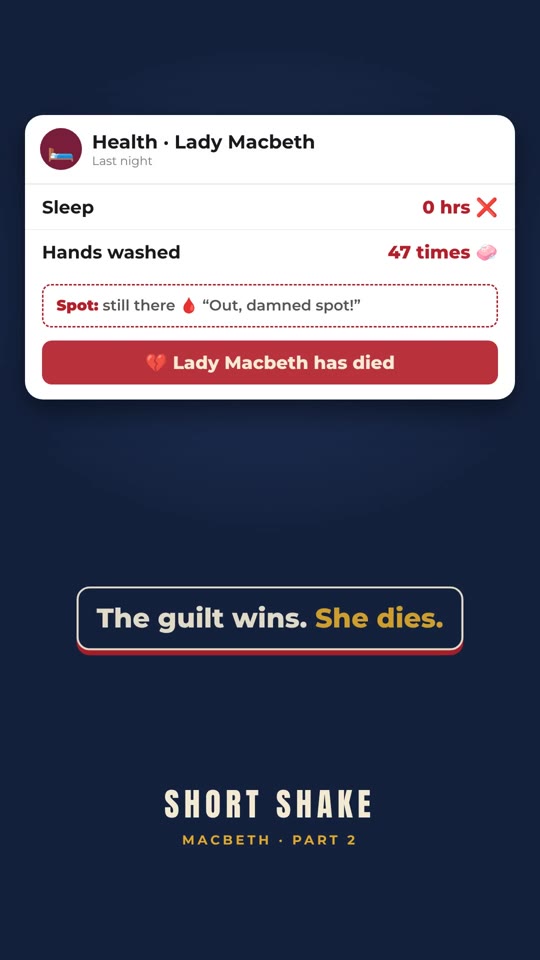 Health · Lady Macbeth
Last night
Sleep 0 hrs ❌
Hands washed 47 times 🧼
Spot: still there 🩸 “Out, damned spot!”
💔 Lady Macbeth has died
The guilt wins. She dies.
SHORT SHAKE
MACBETH · PART 2